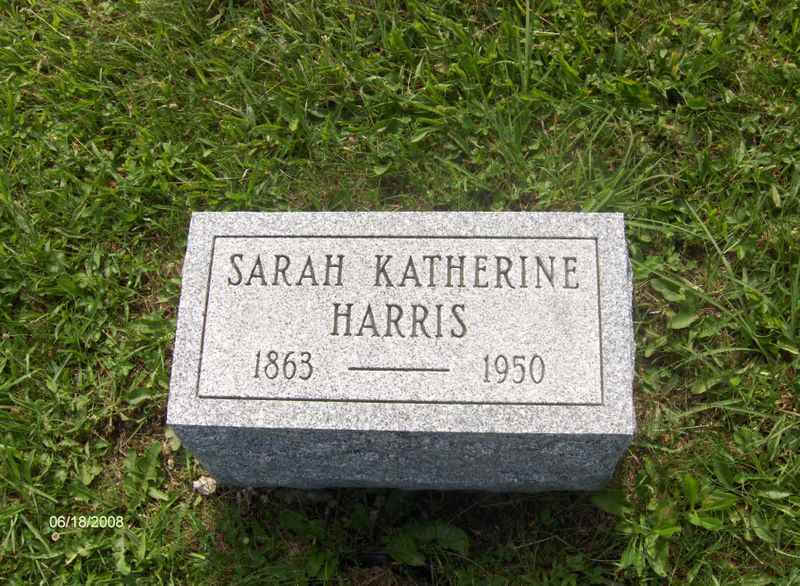 SARAH KATHERINE
HARRIS
1863 — 1950
06/18/2008